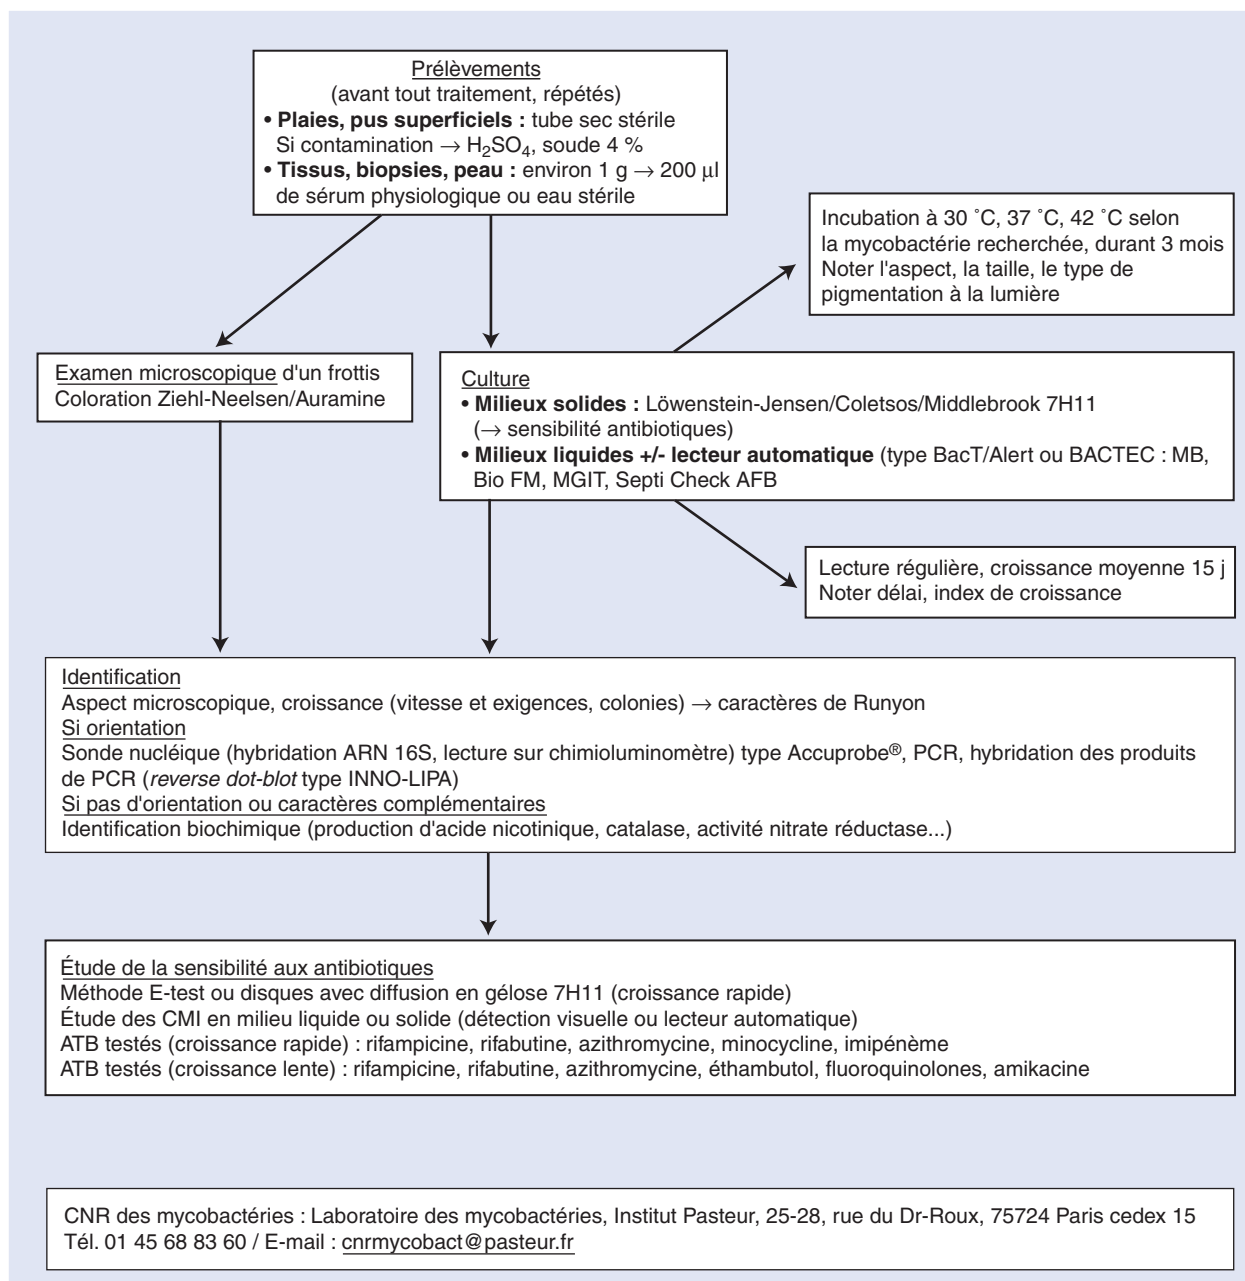 Prélèvements
(avant tout traitement, répétés)
• Plaies, pus superficiels : tube sec stérile
Si contamination → H₂SO₄, soude 4 %
• Tissus, biopsies, peau : environ 1 g → 200 µl
de sérum physiologique ou eau stérile
Incubation à 30 ˚C, 37 ˚C, 42 ˚C selon
la mycobactérie recherchée, durant 3 mois
Noter l'aspect, la taille, le type de
pigmentation à la lumière
Examen microscopique d'un frottis
Coloration Ziehl-Neelsen/Auramine
Culture
• Milieux solides : Löwenstein-Jensen/Coletsos/Middlebrook 7H11
(→ sensibilité antibiotiques)
• Milieux liquides +/- lecteur automatique (type BacT/Alert ou BACTEC : MB,
Bio FM, MGIT, Septi Check AFB
Lecture régulière, croissance moyenne 15 j
Noter délai, index de croissance
Identification
Aspect microscopique, croissance (vitesse et exigences, colonies) → caractères de Runyon
Si orientation
Sonde nucléique (hybridation ARN 16S, lecture sur chimioluminomètre) type Accuprobe®, PCR, hybridation des produits
de PCR (reverse dot-blot type INNO-LIPA)
Si pas d'orientation ou caractères complémentaires
Identification biochimique (production d'acide nicotinique, catalase, activité nitrate réductase...)
Étude de la sensibilité aux antibiotiques
Méthode E-test ou disques avec diffusion en gélose 7H11 (croissance rapide)
Étude des CMI en milieu liquide ou solide (détection visuelle ou lecteur automatique)
ATB testés (croissance rapide) : rifampicine, rifabutine, azithromycine, minocycline, imipénème
ATB testés (croissance lente) : rifampicine, rifabutine, azithromycine, éthambutol, fluoroquinolones, amikacine
CNR des mycobactéries : Laboratoire des mycobactéries, Institut Pasteur, 25-28, rue du Dr-Roux, 75724 Paris cedex 15
Tél. 01 45 68 83 60 / E-mail : cnrmycobact@pasteur.fr